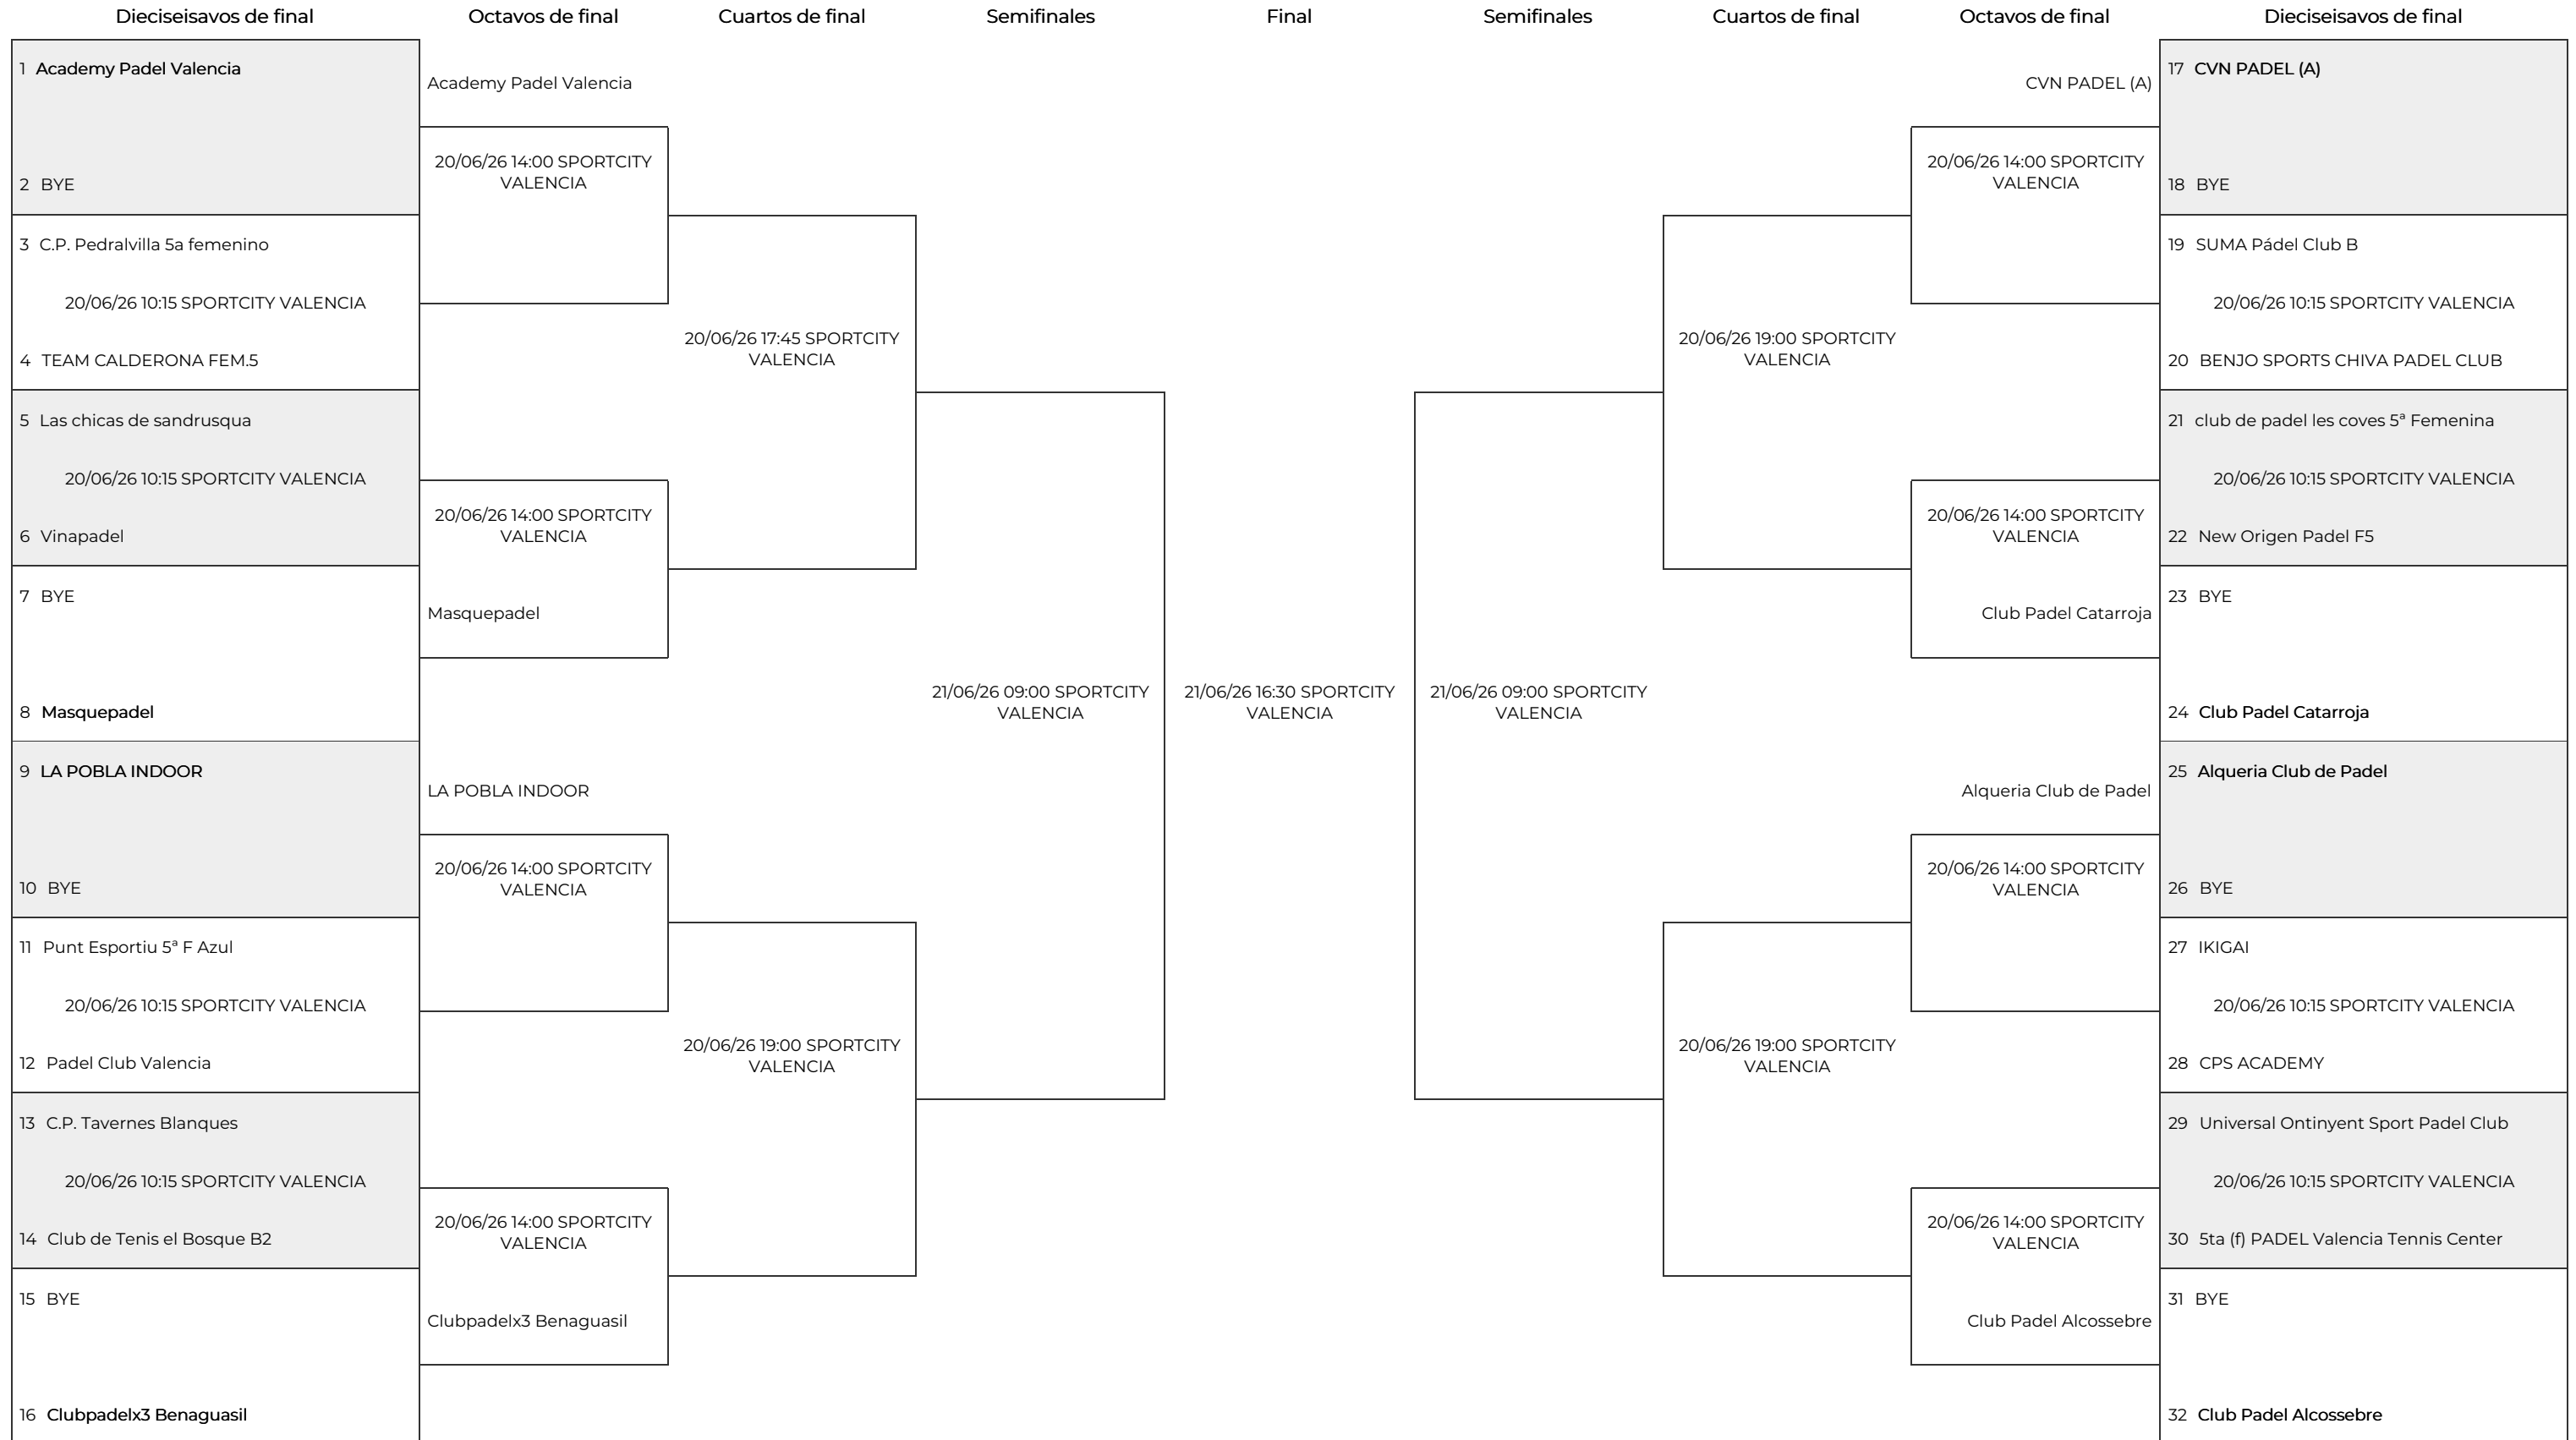 Dieciseisavos de final
Octavos de final
Cuartos de final
Semifinales
Final
Semifinales
Cuartos de final
Octavos de final
Dieciseisavos de final
1 Academy Padel Valencia
2 BYE
3 C.P. Pedralvilla 5a femenino
20/06/26 10:15 SPORTCITY VALENCIA
4 TEAM CALDERONA FEM.5
5 Las chicas de sandrusqua
20/06/26 10:15 SPORTCITY VALENCIA
6 Vinapadel
7 BYE
8 Masquepadel
9 LA POBLA INDOOR
10 BYE
11 Punt Esportiu 5ª F Azul
20/06/26 10:15 SPORTCITY VALENCIA
12 Padel Club Valencia
13 C.P. Tavernes Blanques
20/06/26 10:15 SPORTCITY VALENCIA
14 Club de Tenis el Bosque B2
15 BYE
16 Clubpadelx3 Benaguasil
Academy Padel Valencia
20/06/26 14:00 SPORTCITY
VALENCIA
20/06/26 14:00 SPORTCITY
VALENCIA
Masquepadel
LA POBLA INDOOR
20/06/26 14:00 SPORTCITY
VALENCIA
20/06/26 14:00 SPORTCITY
VALENCIA
Clubpadelx3 Benaguasil
20/06/26 17:45 SPORTCITY
VALENCIA
20/06/26 19:00 SPORTCITY
VALENCIA
21/06/26 09:00 SPORTCITY
VALENCIA
21/06/26 16:30 SPORTCITY
VALENCIA
21/06/26 09:00 SPORTCITY
VALENCIA
20/06/26 19:00 SPORTCITY
VALENCIA
20/06/26 19:00 SPORTCITY
VALENCIA
CVN PADEL (A)
20/06/26 14:00 SPORTCITY
VALENCIA
20/06/26 14:00 SPORTCITY
VALENCIA
Club Padel Catarroja
Alqueria Club de Padel
20/06/26 14:00 SPORTCITY
VALENCIA
20/06/26 14:00 SPORTCITY
VALENCIA
Club Padel Alcossebre
17 CVN PADEL (A)
18 BYE
19 SUMA Pádel Club B
20/06/26 10:15 SPORTCITY VALENCIA
20 BENJO SPORTS CHIVA PADEL CLUB
21 club de padel les coves 5ª Femenina
20/06/26 10:15 SPORTCITY VALENCIA
22 New Origen Padel F5
23 BYE
24 Club Padel Catarroja
25 Alqueria Club de Padel
26 BYE
27 IKIGAI
20/06/26 10:15 SPORTCITY VALENCIA
28 CPS ACADEMY
29 Universal Ontinyent Sport Padel Club
20/06/26 10:15 SPORTCITY VALENCIA
30 5ta (f) PADEL Valencia Tennis Center
31 BYE
32 Club Padel Alcossebre